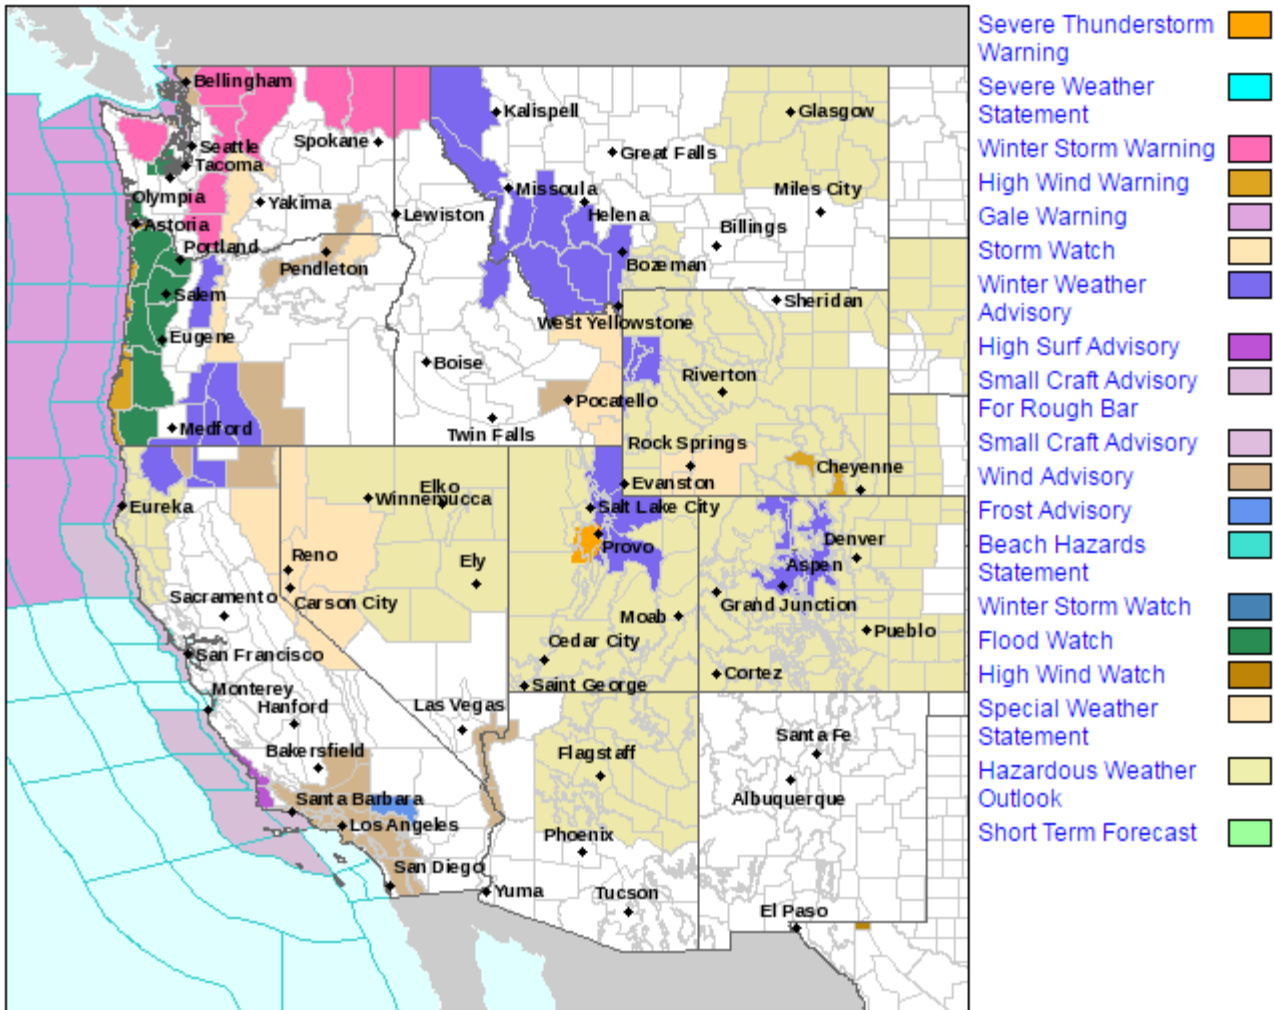 Bellingham
Kalispell
Glasgow
Seattle
Spokane
Great Falls
Tacoma
Missoula
Miles City
Olympia
Yakima
Lewiston
Helena
Astoria
Billings
Portland
Pendleton
Bozeman
Salem
Sheridan
West Yellowstone
Eugene
Boise
Riverton
Pocatello
Medford
Twin Falls
Rock Springs
Cheyenne
Elko
Evanston
Winnemucca
Eureka
Salt Lake City
Denver
Provo
Reno
Ely
Aspen
Sacramento
Carson City
Grand Junction
Moab
Pueblo
Cedar City
San Francisco
Cortez
Saint George
Monterey
Hanford
Las Vegas
Santa Fe
Bakersfield
Flagstaff
Santa Barbara
Albuquerque
Los Angeles
Phoenix
San Diego
Yuma
Tucson
El Paso
Severe Thunderstorm
Warning
Severe Weather
Statement
Winter Storm Warning
High Wind Warning
Gale Warning
Storm Watch
Winter Weather
Advisory
High Surf Advisory
Small Craft Advisory
For Rough Bar
Small Craft Advisory
Wind Advisory
Frost Advisory
Beach Hazards
Statement
Winter Storm Watch
Flood Watch
High Wind Watch
Special Weather
Statement
Hazardous Weather
Outlook
Short Term Forecast